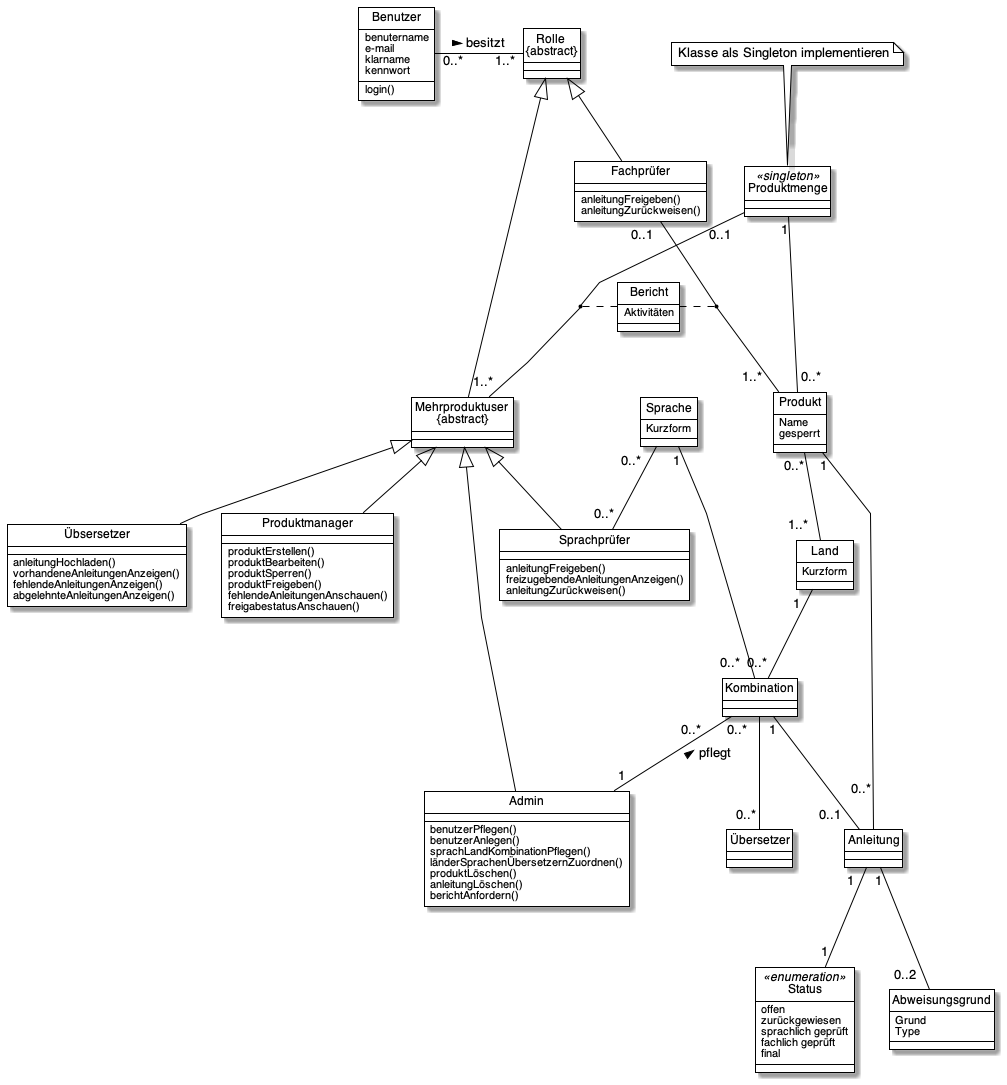 Benutzer
benutername
e-mail
klarname
kennwort
login()
► besitzt
0..*
1..*
Rolle
{abstract}
Klasse als Singleton implementieren
Fachprüfer
anleitungFreigeben()
anleitungZurückweisen()
«singleton»
Produktmenge
0..1
0..1
1
Bericht
Aktivitäten
1..*
1..*
0..*
Mehrproduktuser
{abstract}
Sprache
Kurzform
Produkt
Name
gesperrt
0..*
1
0..*
1
0..*
1..*
Übsersetzer
anleitungHochladen()
vorhandeneAnleitungenAnzeigen()
fehlendeAnleitungenAnzeigen()
abgelehnteAnleitungenAnzeigen()
Produktmanager
produktErstellen()
produktBearbeiten()
produktSperren()
produktFreigeben()
fehlendeAnleitungenAnschauen()
freigabestatusAnschauen()
Sprachprüfer
anleitungFreigeben()
freizugebendeAnleitungenAnzeigen()
anleitungZurückweisen()
Land
Kurzform
1
0..*
0..*
Kombination
0..*
0..*
1
pflegt
1
0..*
0..1
0..*
Admin
benutzerPflegen()
benutzerAnlegen()
sprachLandKombinationPflegen()
länderSprachenÜbersetzernZuordnen()
produktLöschen()
anleitungLöschen()
berichtAnfordern()
Übersetzer
Anleitung
1
1
1
0..2
«enumeration»
Status
offen
zurückgewiesen
sprachlich geprüft
fachlich geprüft
final
Abweisungsgrund
Grund
Type